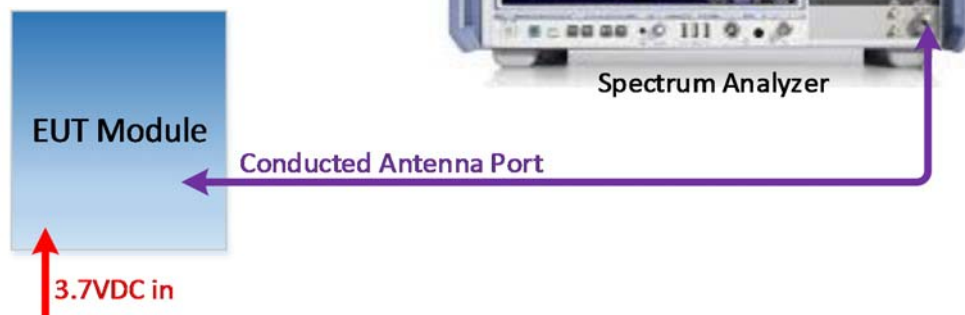 Spectrum Analyzer
EUT Module
Conducted Antenna Port
3.7VDC in